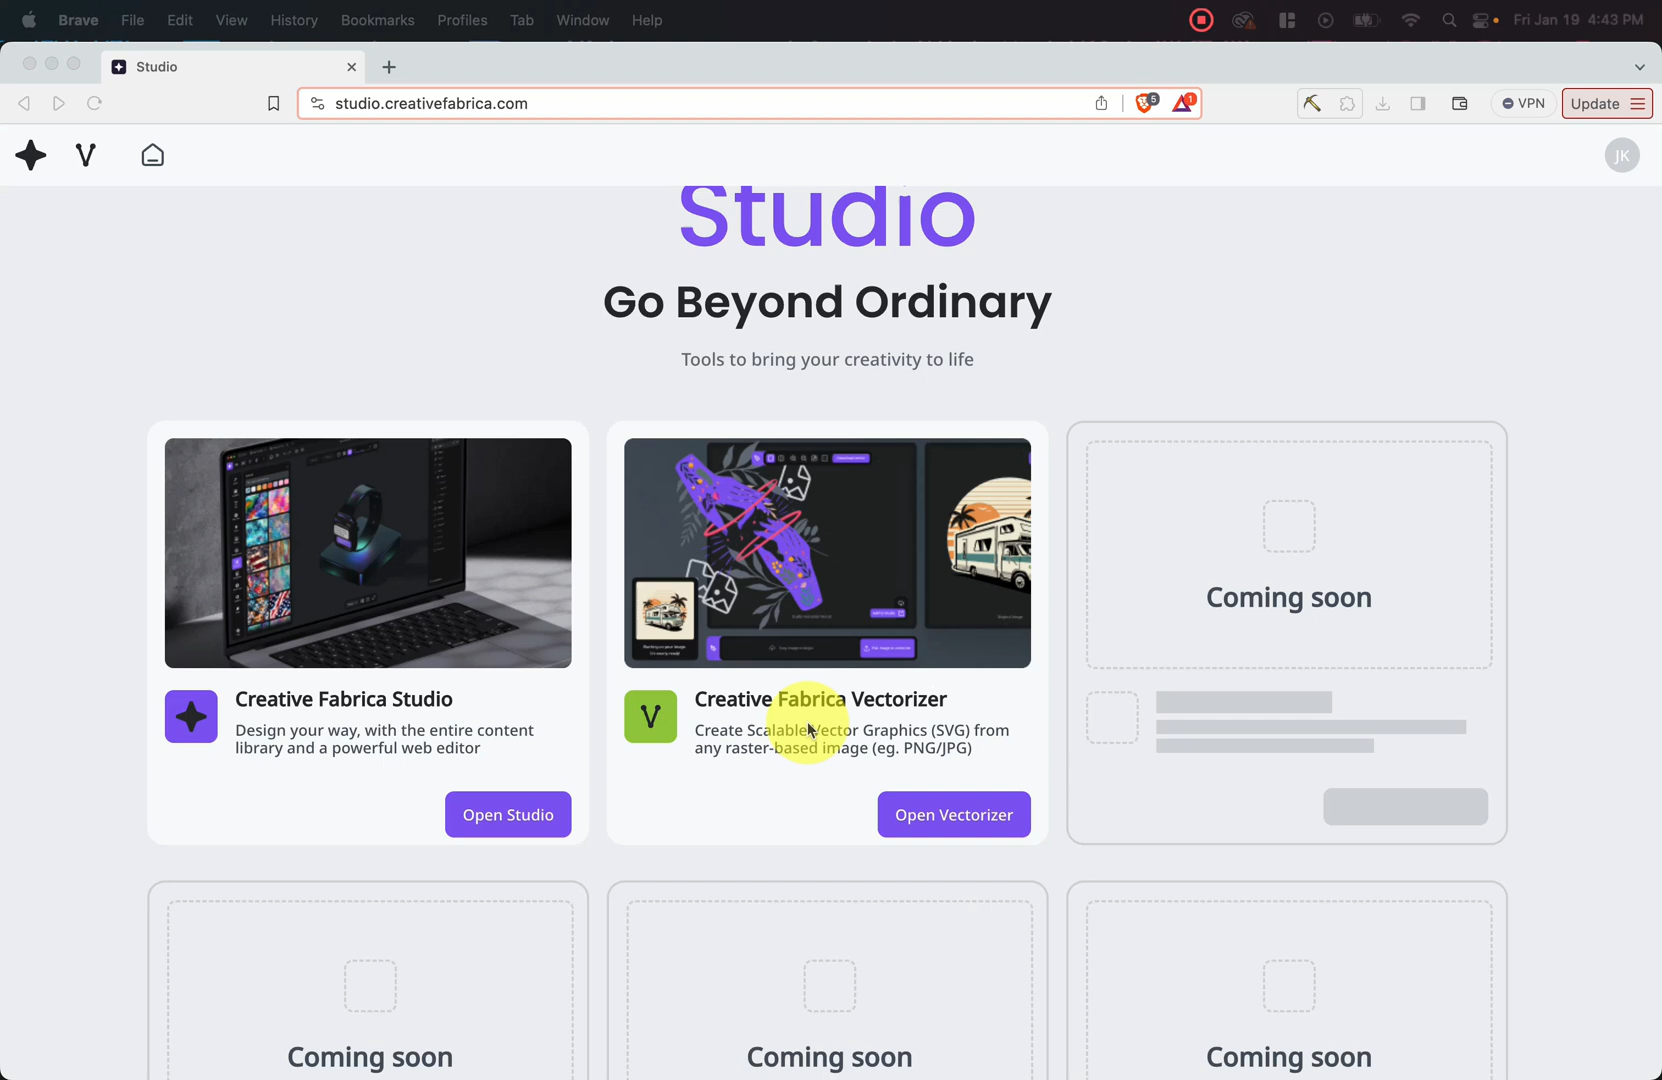 Brave File Edit View History Bookmarks Profiles Tab Window Help Fri Jan 19 4:43 PM
Studio
studio.creativefabrica.com 5 1 VPN Update
JK
Studio
Go Beyond Ordinary
Tools to bring your creativity to life
Coming soon
Creative Fabrica Studio
Design your way, with the entire content
library and a powerful web editor
Open Studio
Creative Fabrica Vectorizer
Create Scalable Vector Graphics (SVG) from
any raster-based image (eg. PNG/JPG)
Open Vectorizer
Coming soon
Coming soon
Coming soon